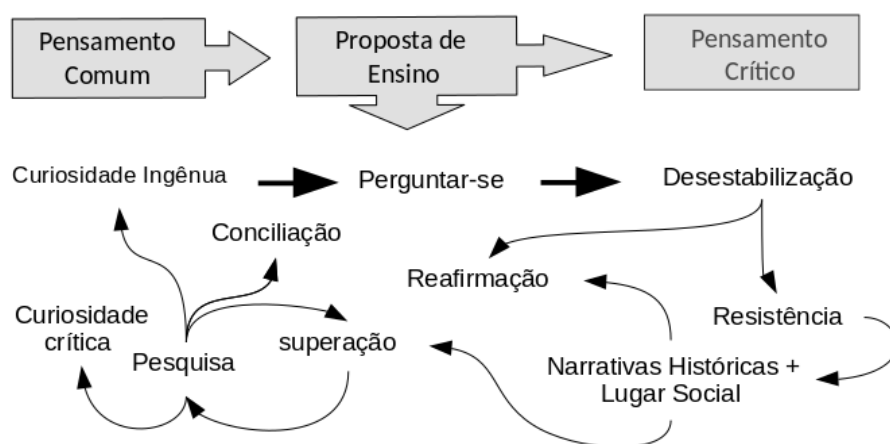 Pensamento
Comum
Proposta de
Ensino
Pensamento
Crítico
Curiosidade Ingênua
Perguntar-se
Desestabilização
Conciliação
Reafirmação
Curiosidade
crítica
Pesquisa
superação
Resistência
Narrativas Históricas +
Lugar Social